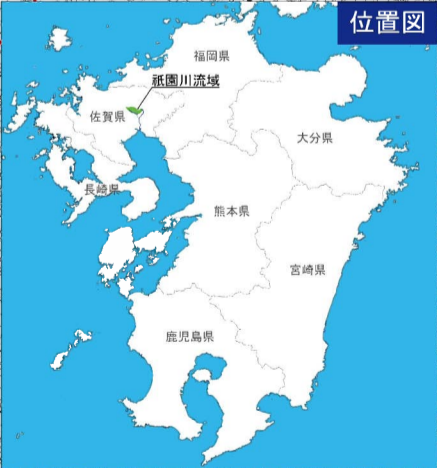 位置図
福岡県
祇園川流域
佐賀県
大分県
長崎県
熊本県
宮崎県
鹿児島県